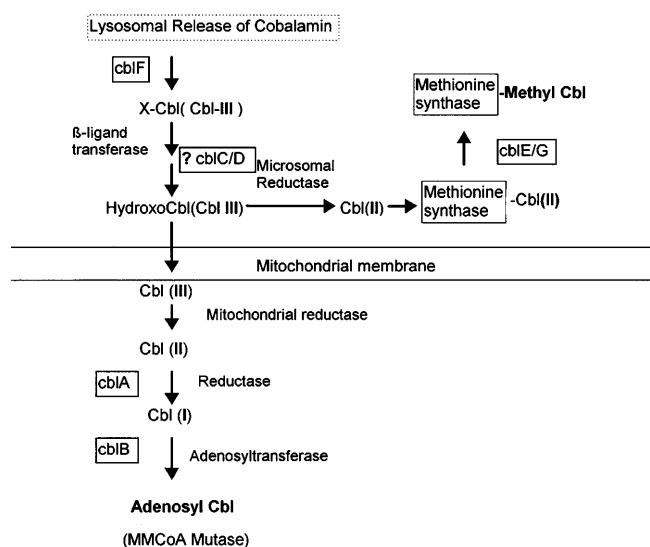 Lysosomal Release of Cobalamin
cblF
X-Cbl( Cbl-III )
ß-ligand
transferase
? cblC/D
Microsomal
Reductase
HydroxoCbl(Cbl III)
Cbl(II)
Methionine
synthase
-Cbl(II)
cblE/G
Methionine
synthase
-Methyl Cbl
Mitochondrial membrane
Cbl (III)
Mitochondrial reductase
Cbl (II)
cblA
Reductase
Cbl (I)
cblB
Adenosyltransferase
Adenosyl Cbl
(MMCoA Mutase)